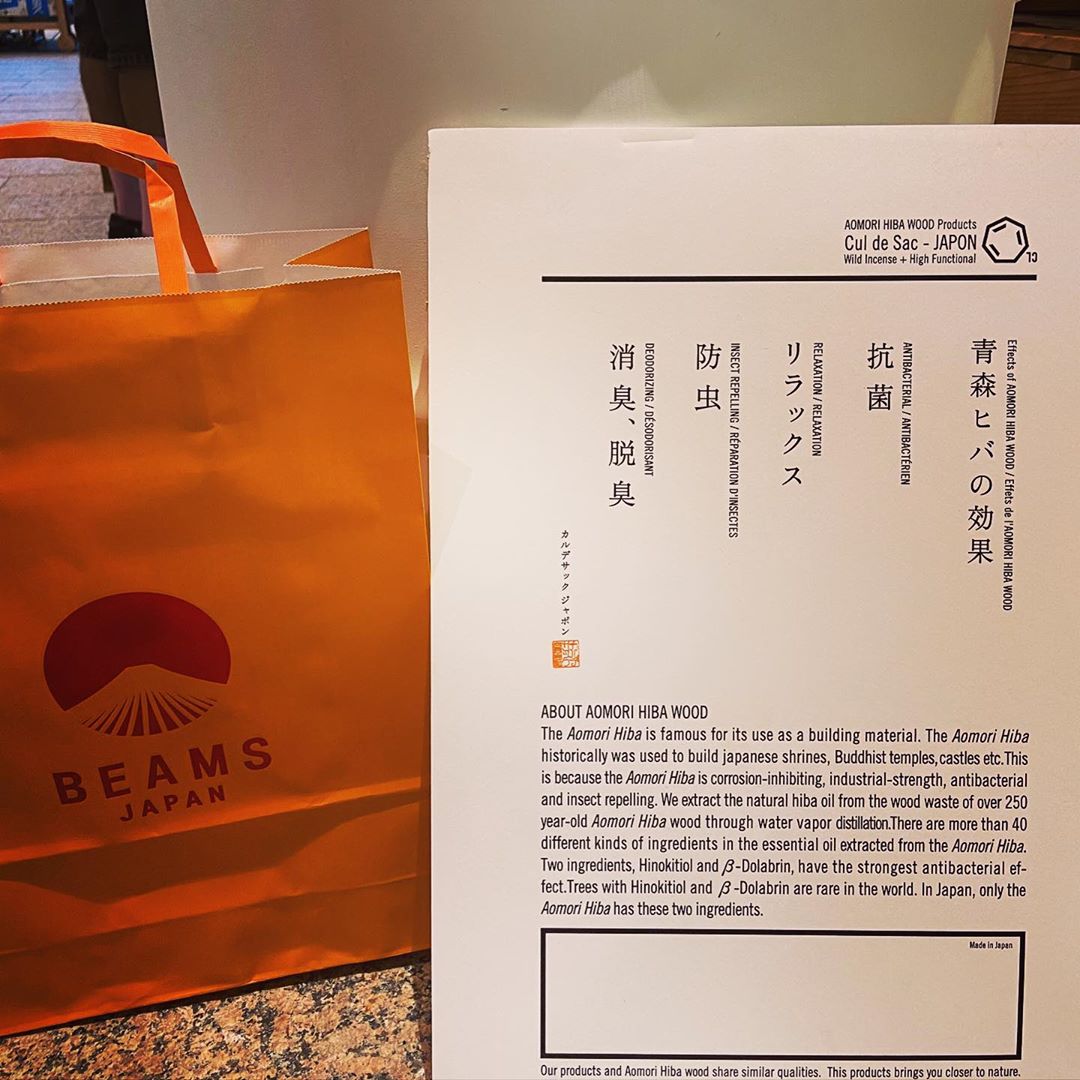 BEAMS
JAPAN
AOMORI HIBA WOOD Products
Cul de Sac - JAPON
Wild Incense + High Functional
CL
Effects of AOMORI HIBA WOOD / Effets de l'AOMORI HIBA WOOD
青森ヒバの効果
ANTIBACTERIAL / ANTIBACTÉRIEN
抗菌
RELAXATION / RELAXATION
リラックス
INSECT REPELLING / RÉPARATION D'INSECTES
防虫
DEODORIZING / DÉSODORISANT
消臭、脱臭
カルデサック ジャポン
ABOUT AOMORI HIBA WOOD
The Aomori Hiba is famous for its use as a building material. The Aomori Hiba
historically was used to build japanese shrines, Buddhist temples, castles etc.This
is because the Aomori Hiba is corrosion-inhibiting, industrial-strength, antibacterial
and insect repelling. We extract the natural hiba oil from the wood waste of over 250
year-old Aomori Hiba wood through water vapor distillation.There are more than 40
different kinds of ingredients in the essential oil extracted from the Aomori Hiba.
Two ingredients, Hinokitiol and β-Dolabrin, have the strongest antibacterial ef-
fect.Trees with Hinokitiol and β -Dolabrin are rare in the world. In Japan, only the
Aomori Hiba has these two ingredients.
Made in Japan
Our products and Aomori Hiba wood share similar qualities. This products brings you closer to nature.